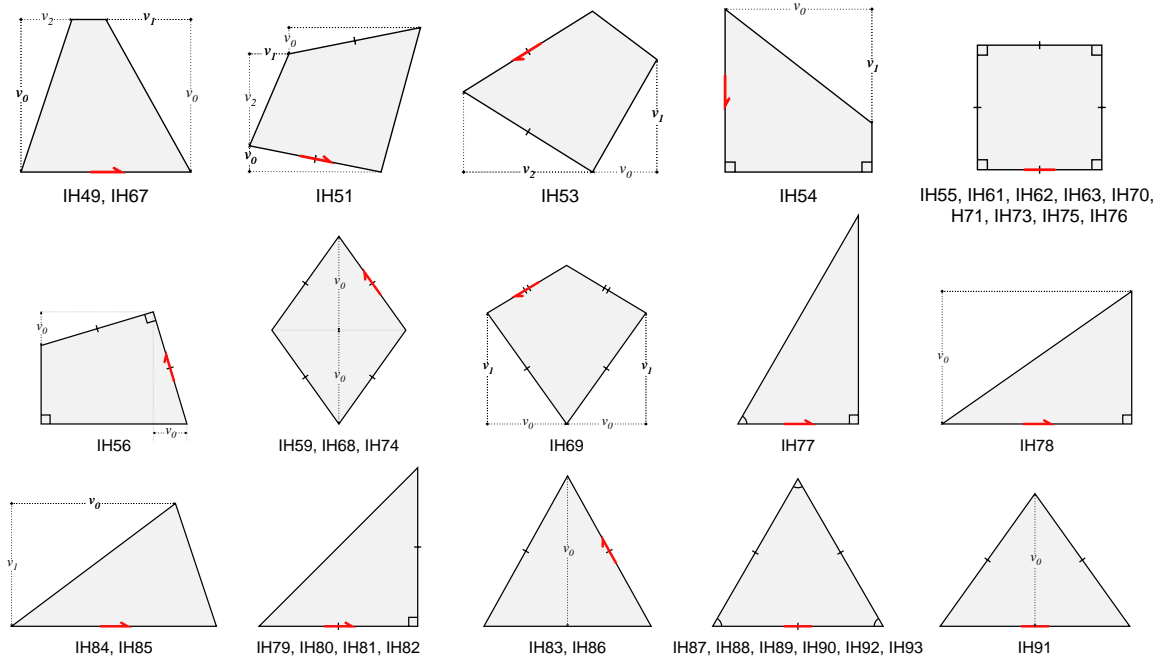 v2 v1
v0 v0
IH49, IH67
v0
v1
v2
v0
IH51
v1
v2 v0
IH53
v0
v1
IH54
IH55, IH61, IH62, IH63, IH70,
H71, IH73, IH75, IH76
v0
v0
IH56
v0
v0
IH59, IH68, IH74
v1 v1
v0 v0
IH69
IH77
v0
IH78
v0
v1
IH84, IH85
IH79, IH80, IH81, IH82
v0
IH83, IH86
IH87, IH88, IH89, IH90, IH92, IH93
v0
IH91